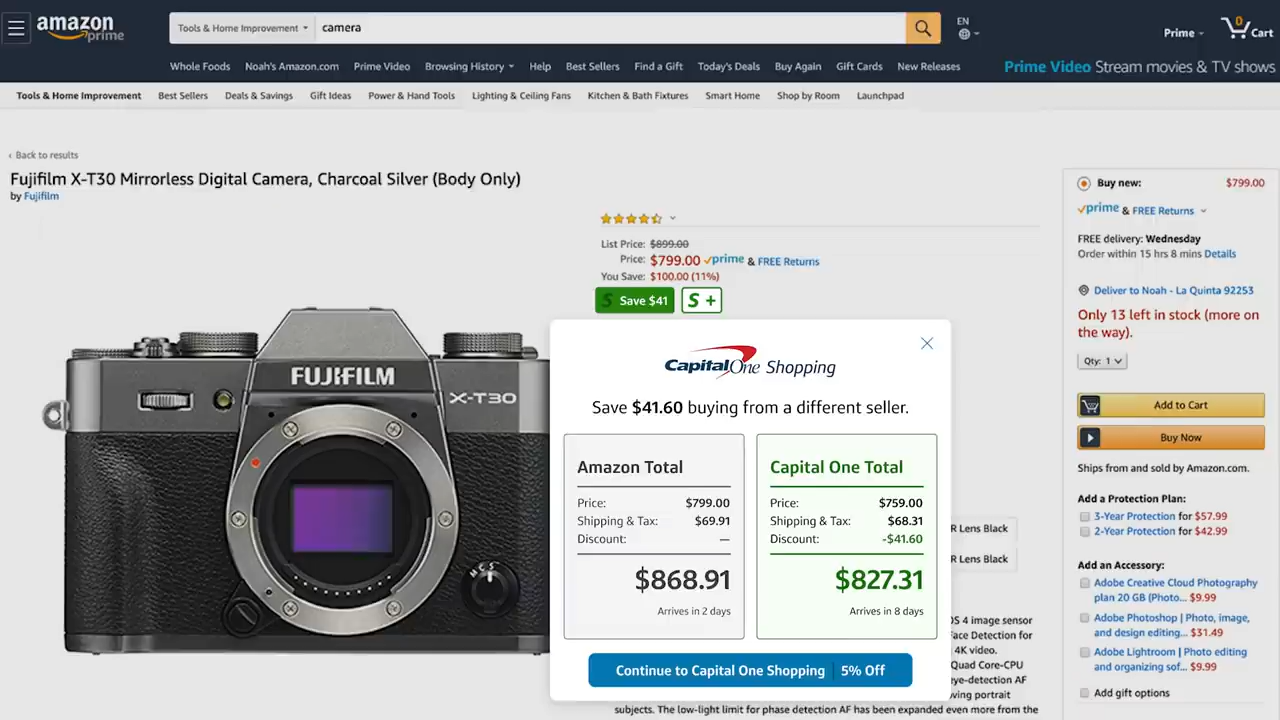 amazon
prime
Tools & Home Improvement
camera
EN
Prime
0
Cart
Whole Foods
Noah's Amazon.com
Prime Video
Browsing History
Help
Best Sellers
Find a Gift
Today's Deals
Buy Again
Gift Cards
New Releases
Prime Video Stream movies & TV shows
Tools & Home Improvement
Best Sellers
Deals & Savings
Gift Ideas
Power & Hand Tools
Lighting & Ceiling Fans
Kitchen & Bath Fixtures
Smart Home
Shop by Room
Launchpad
‹ Back to results
Fujifilm X-T30 Mirrorless Digital Camera, Charcoal Silver (Body Only)
by Fujifilm
List Price: $899.00
Price: $799.00 prime & FREE Returns
You Save: $100.00 (11%)
S Save $41
S +
FUJIFILM
X-T30
M C S
CapitalOne Shopping
Save $41.60 buying from a different seller.
Amazon Total
Price: $799.00
Shipping & Tax: $69.91
Discount: —
$868.91
Arrives in 2 days
Capital One Total
Price: $759.00
Shipping & Tax: $68.31
Discount: -$41.60
$827.31
Arrives in 8 days
Continue to Capital One Shopping | 5% Off
R Lens Black
R Lens Black
OS 4 image sensor
Face Detection for
4K video.
Quad Core-CPU
eye-detection AF
ving portrait
subjects. The low-light limit for phase detection AF has been expanded even more from the
Buy new: $799.00
prime & FREE Returns
FREE delivery: Wednesday
Order within 15 hrs 8 mins Details
Deliver to Noah - La Quinta 92253
Only 13 left in stock (more on
the way).
Qty: 1
Add to Cart
Buy Now
Ships from and sold by Amazon.com.
Add a Protection Plan:
3-Year Protection for $57.99
2-Year Protection for $42.99
Add an Accessory:
Adobe Creative Cloud Photography
plan 20 GB (Photo... $9.99
Adobe Photoshop | Photo, image,
and design editing... $31.49
Adobe Lightroom | Photo editing
and organizing sof... $9.99
Add gift options